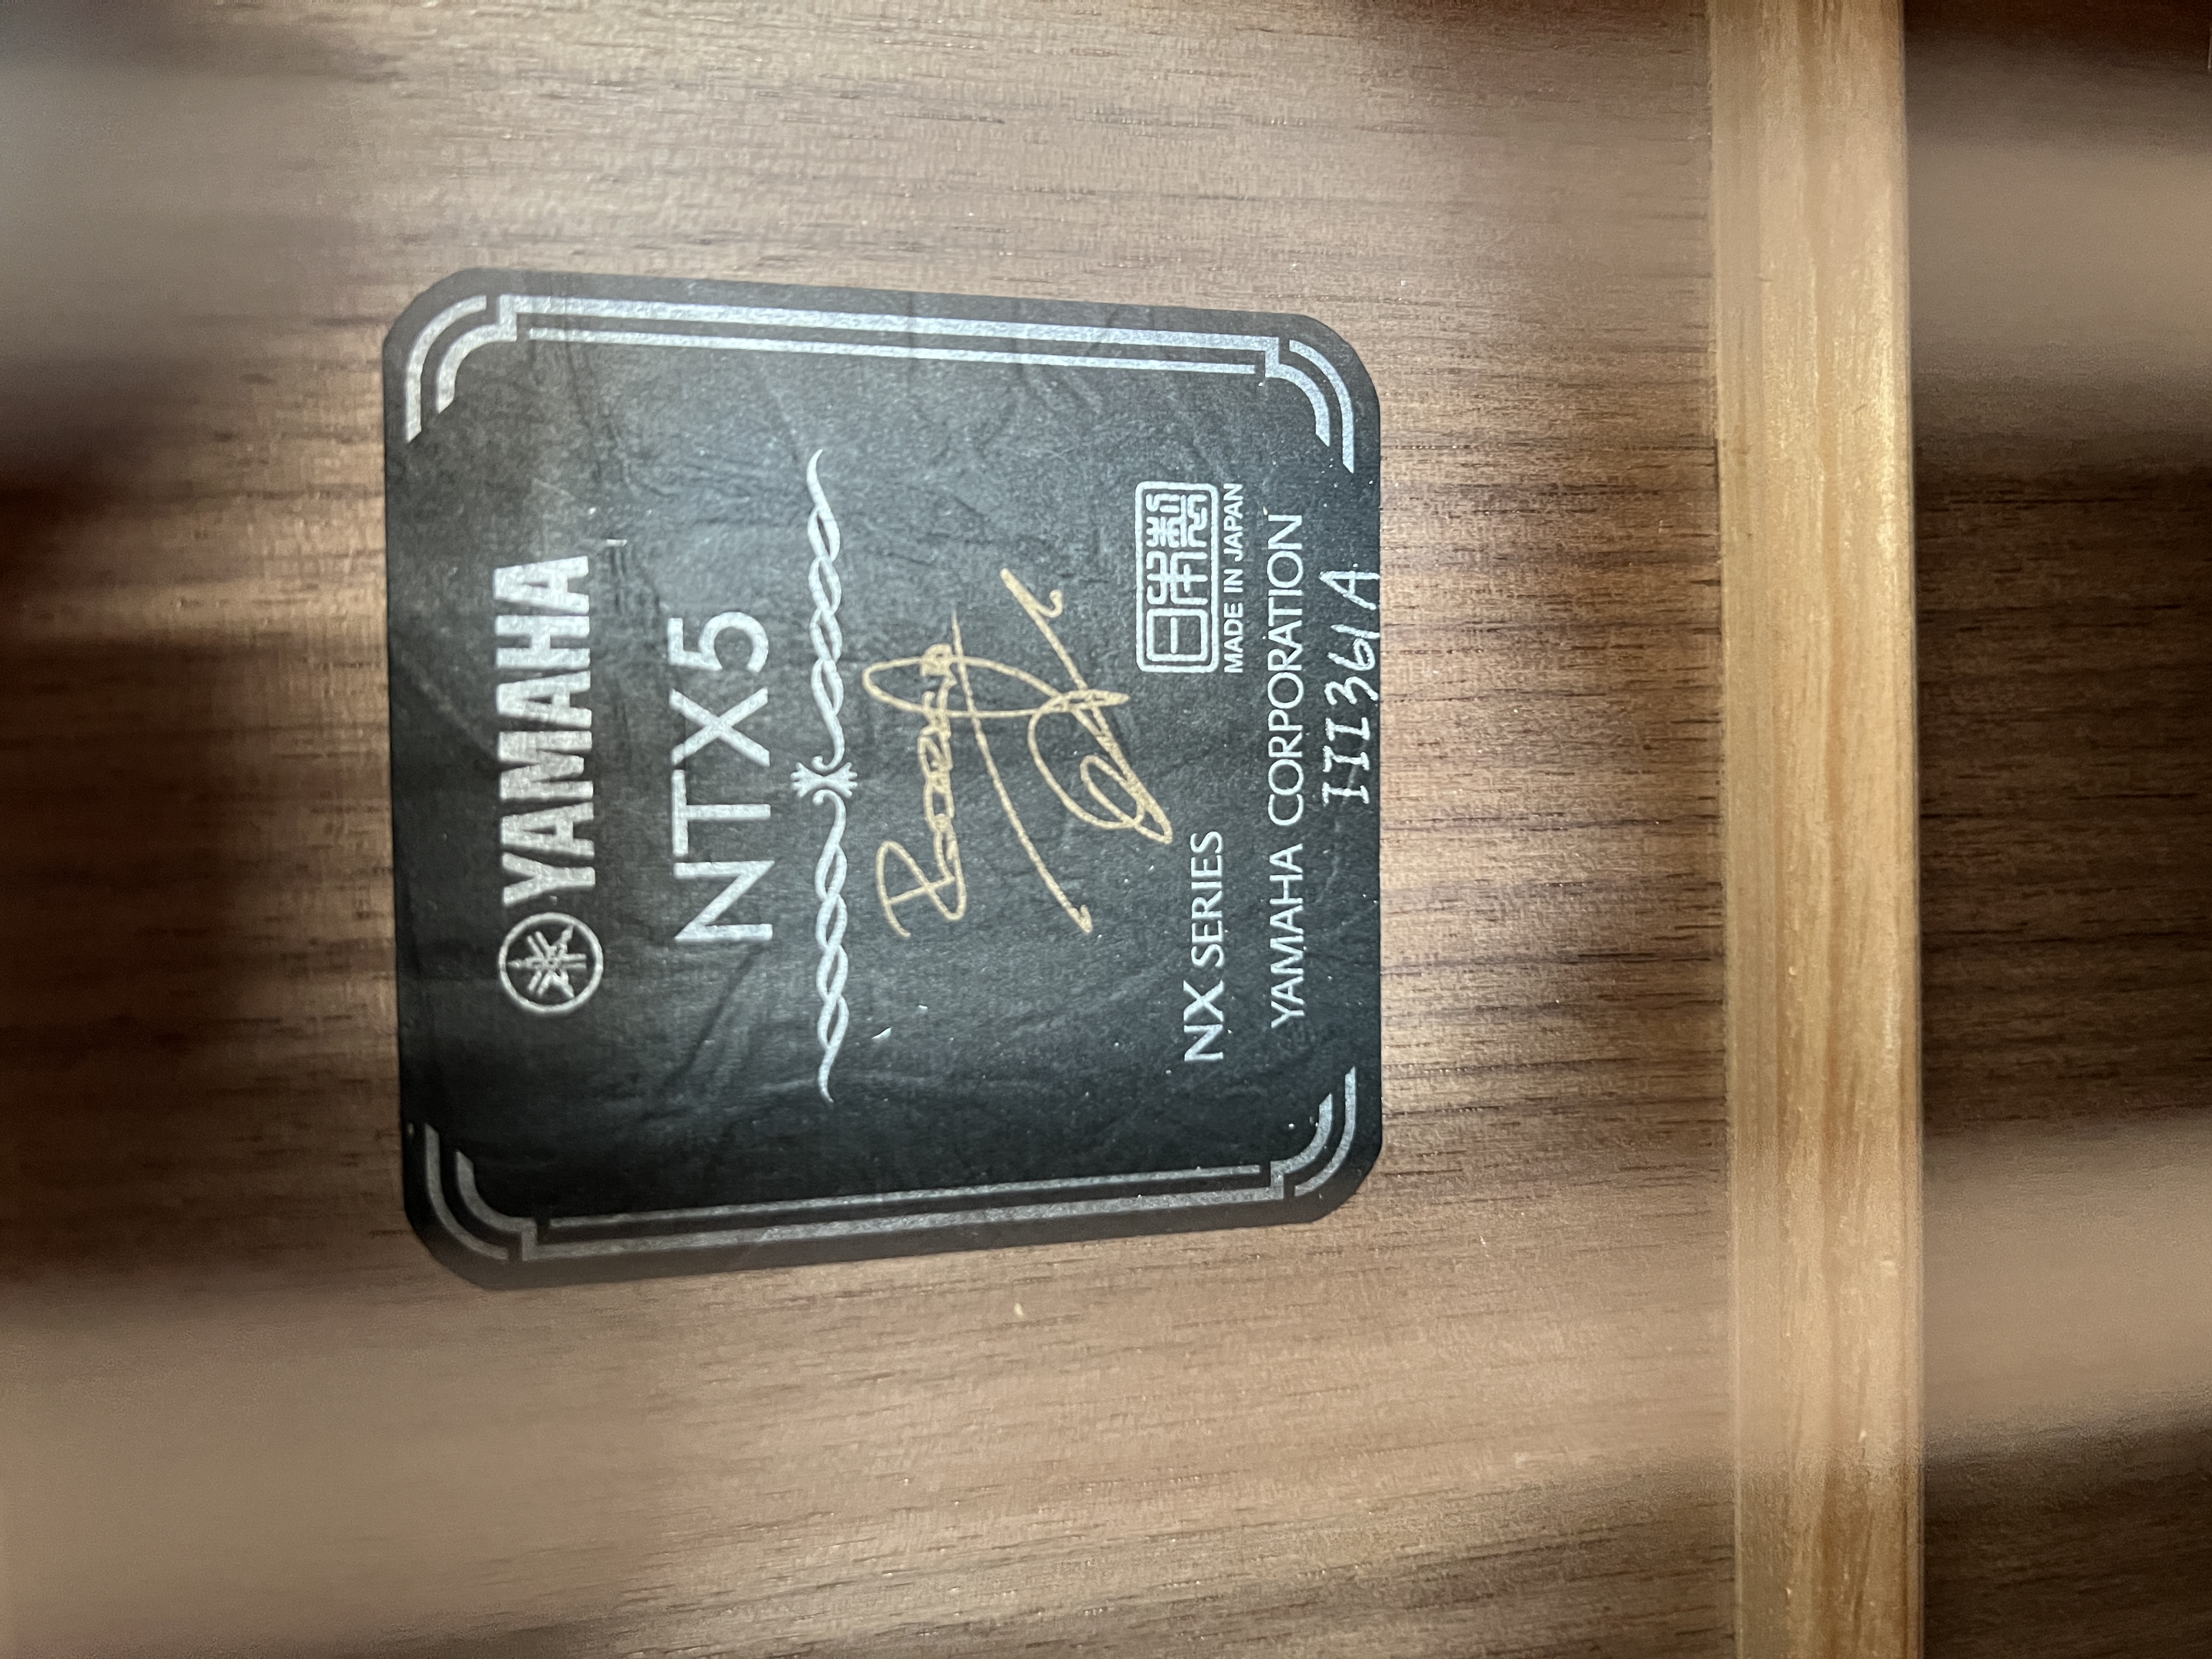 YAMAHA
NTX5
日本製
MADE IN JAPAN
NX SERIES
YAMAHA CORPORATION
III361A